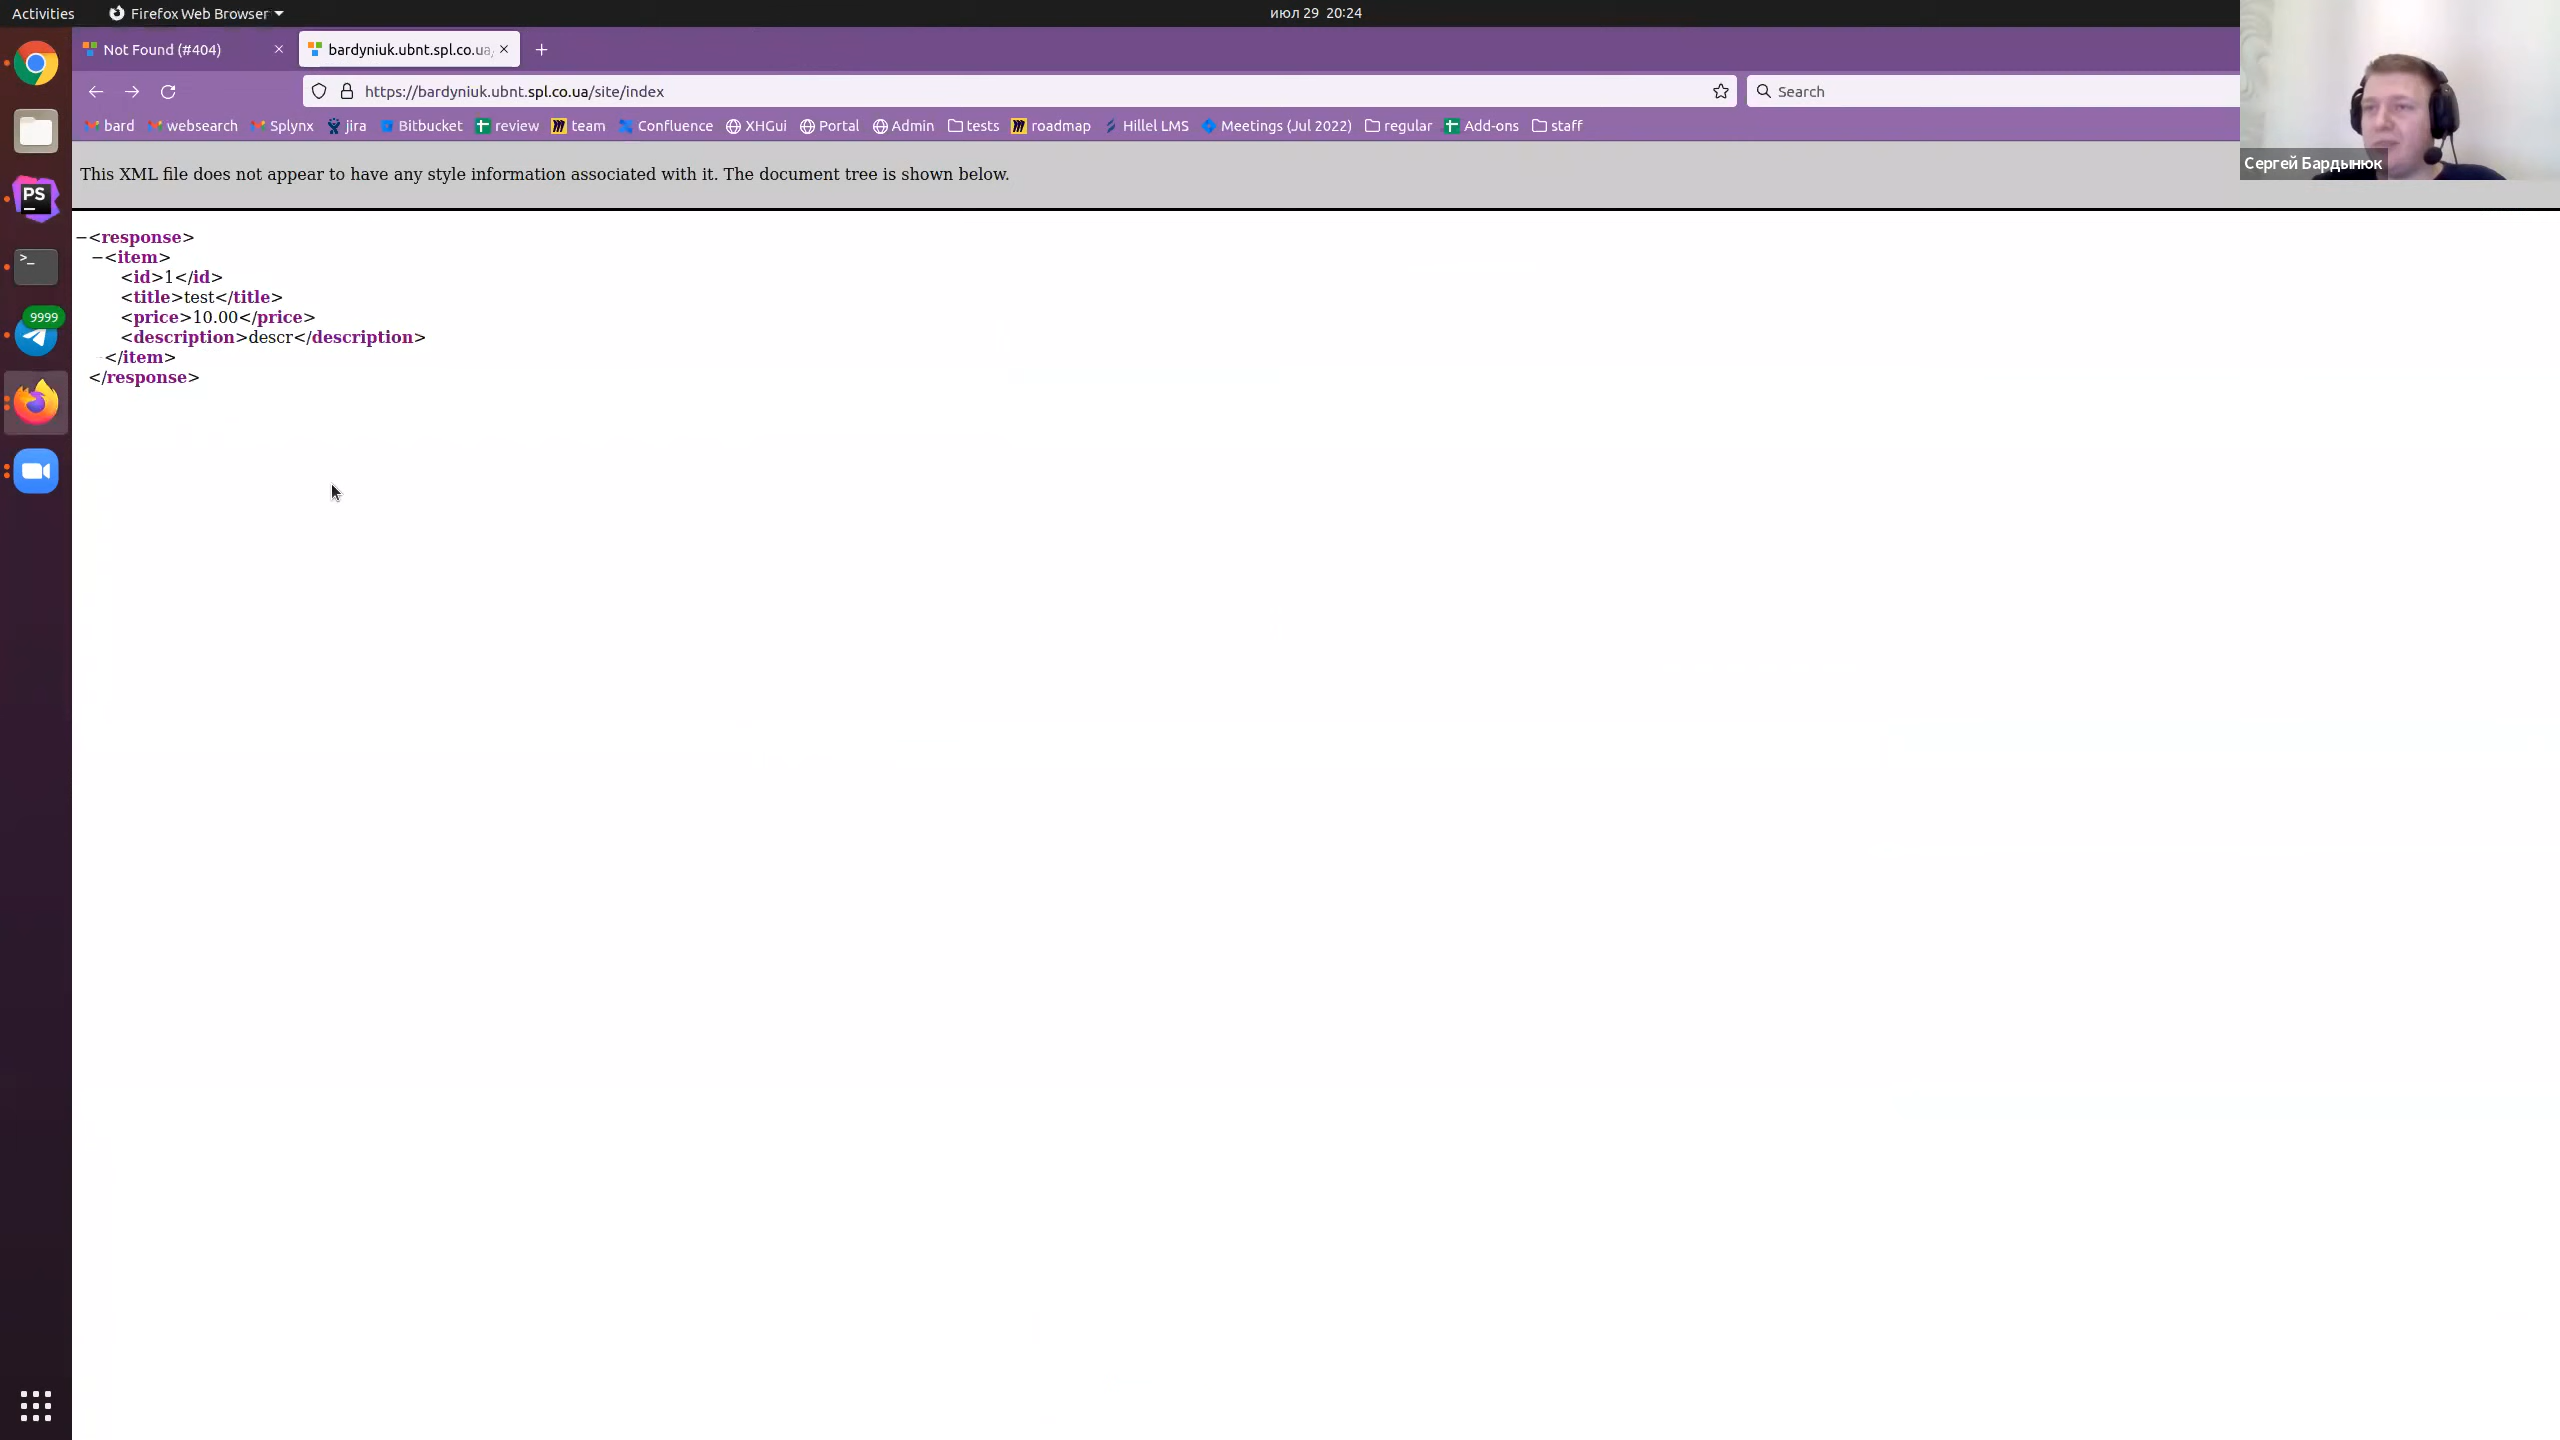 Activities
Firefox Web Browser
июл 29 20:24
Not Found (#404)
bardyniuk.ubnt.spl.co.ua/
https://bardyniuk.ubnt.spl.co.ua/site/index
Search
bard
websearch
Splynx
jira
Bitbucket
review
team
Confluence
XHGui
Portal
Admin
tests
roadmap
Hillel LMS
Meetings (Jul 2022)
regular
Add-ons
staff
Сергей Бардынюк
PS
>_
9999
This XML file does not appear to have any style information associated with it. The document tree is shown below.
−<response>
−<item>
<id>1</id>
<title>test</title>
<price>10.00</price>
<description>descr</description>
</item>
</response>